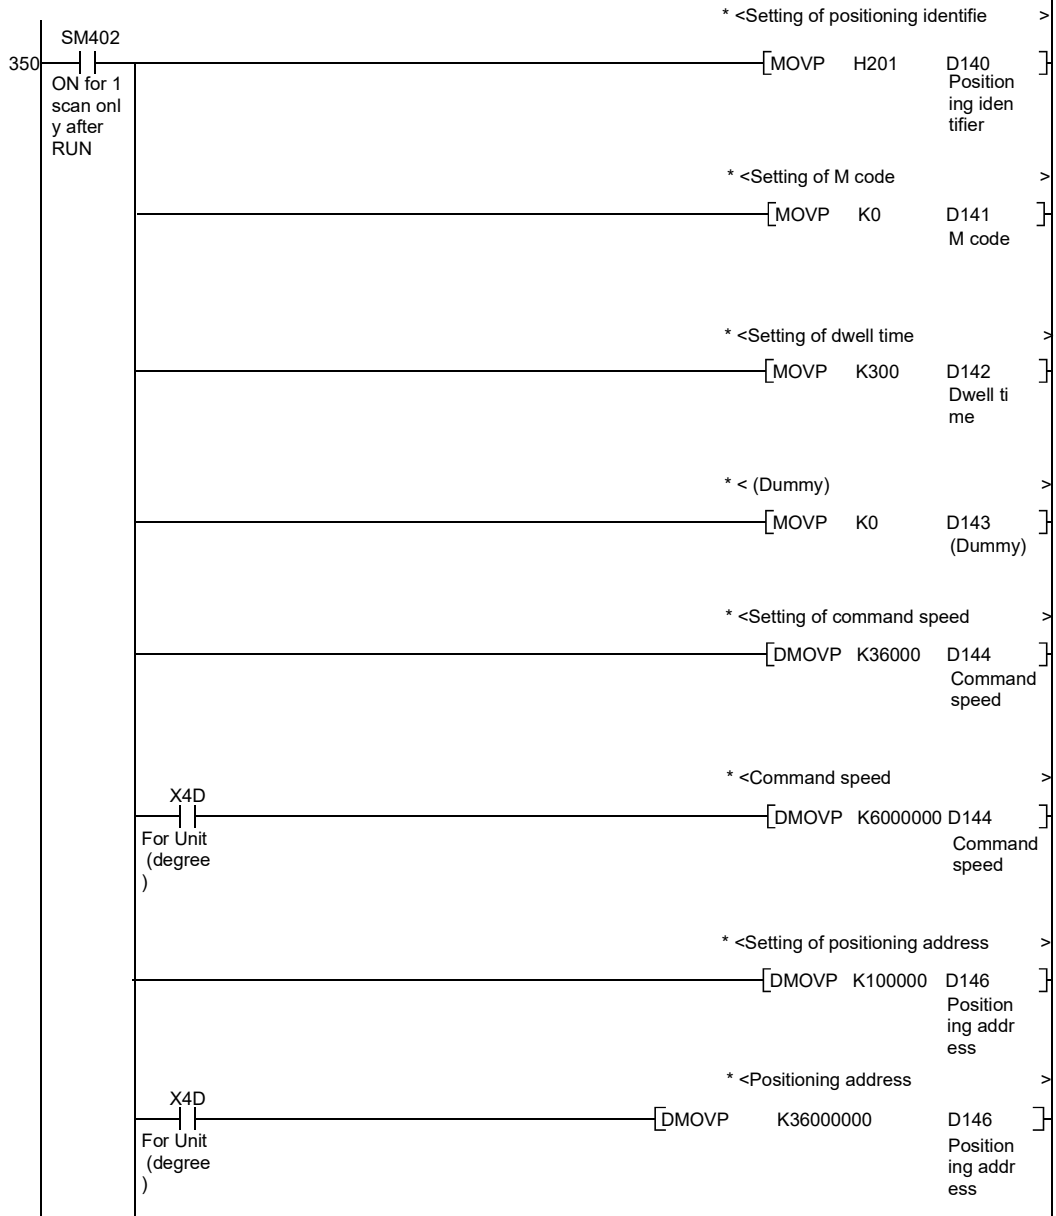 * <Setting of positioning identifie >
SM402
350
[MOVP H201 D140 ]
ON for 1
scan onl
y after
RUN
Position
ing iden
tifier
* <Setting of M code >
[MOVP K0 D141 ]
M code
* <Setting of dwell time >
[MOVP K300 D142 ]
Dwell ti
me
* < (Dummy) >
[MOVP K0 D143 ]
(Dummy)
* <Setting of command speed >
[DMOVP K36000 D144 ]
Command
speed
* <Command speed >
X4D
[DMOVP K6000000 D144 ]
For Unit
(degree
)
Command
speed
* <Setting of positioning address >
[DMOVP K100000 D146 ]
Position
ing addr
ess
* <Positioning address >
X4D
[DMOVP K36000000 D146 ]
For Unit
(degree
)
Position
ing addr
ess